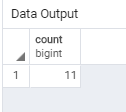 Data Output
count
bigint
1 11